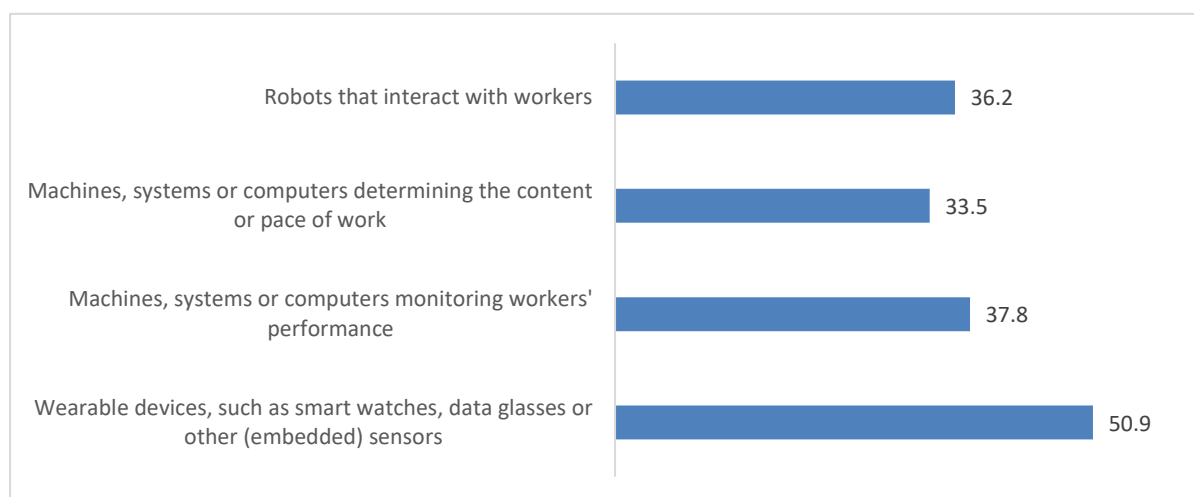 Robots that interact with workers
36.2
Machines, systems or computers determining the content
or pace of work
33.5
Machines, systems or computers monitoring workers'
performance
37.8
Wearable devices, such as smart watches, data glasses or
other (embedded) sensors
50.9